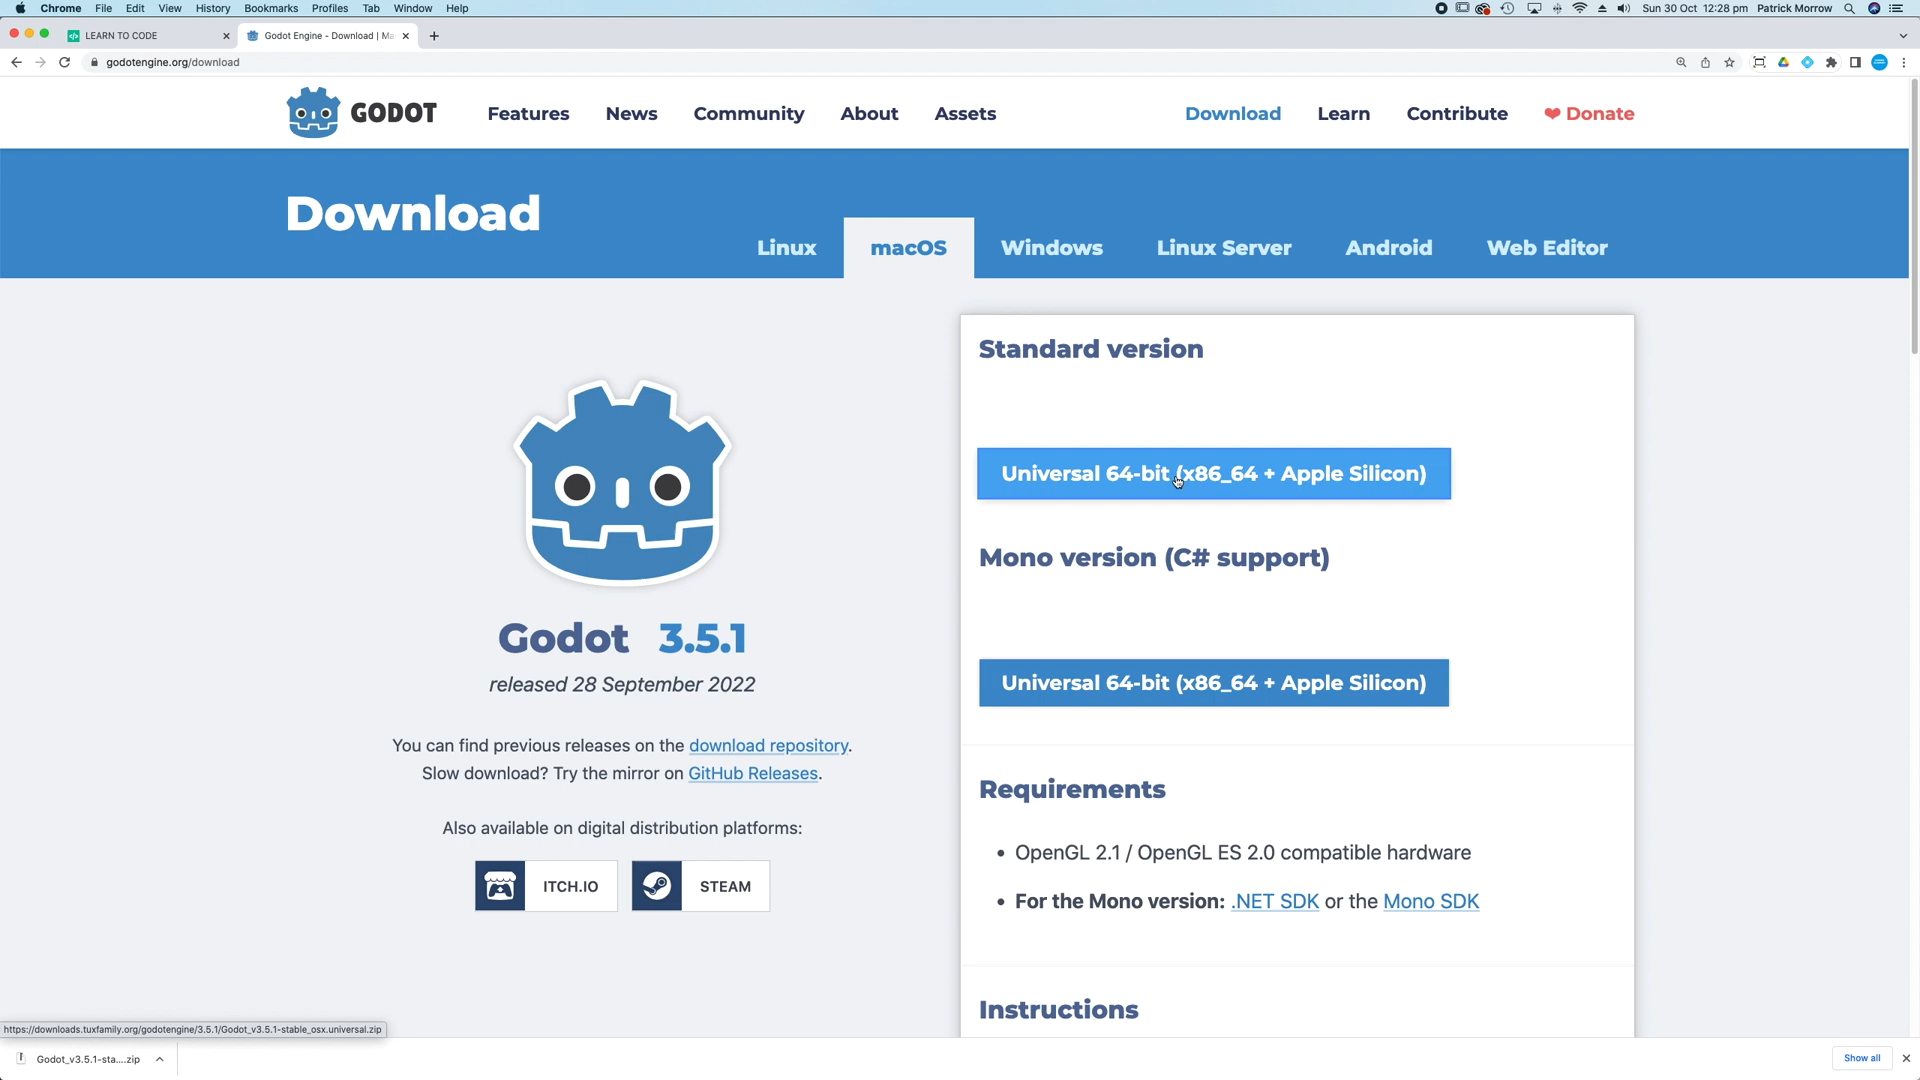 Chrome File Edit View History Bookmarks Profiles Tab Window Help
Sun 30 Oct 12:28 pm Patrick Morrow
LEARN TO CODE
Godot Engine - Download | Ma
godotengine.org/download
GODOT Features News Community About Assets Download Learn Contribute Donate
Download
Linux macOS Windows Linux Server Android Web Editor
Standard version
Universal 64-bit (x86_64 + Apple Silicon)
Mono version (C# support)
Universal 64-bit (x86_64 + Apple Silicon)
Godot 3.5.1
released 28 September 2022
You can find previous releases on the download repository.
Slow download? Try the mirror on GitHub Releases.
Also available on digital distribution platforms:
ITCH.IO STEAM
Requirements
• OpenGL 2.1 / OpenGL ES 2.0 compatible hardware
• For the Mono version: .NET SDK or the Mono SDK
Instructions
https://downloads.tuxfamily.org/godotengine/3.5.1/Godot_v3.5.1-stable_osx.universal.zip
Godot_v3.5.1-sta....zip
Show all